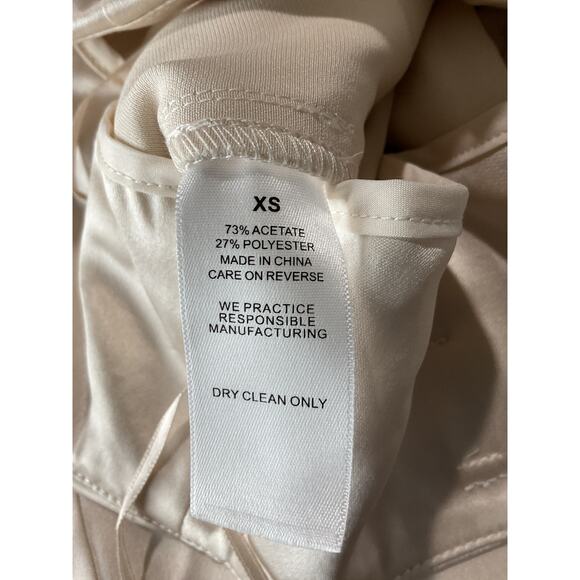 XS
73% ACETATE
27% POLYESTER
MADE IN CHINA
CARE ON REVERSE
WE PRACTICE
RESPONSIBLE
MANUFACTURING
DRY CLEAN ONLY